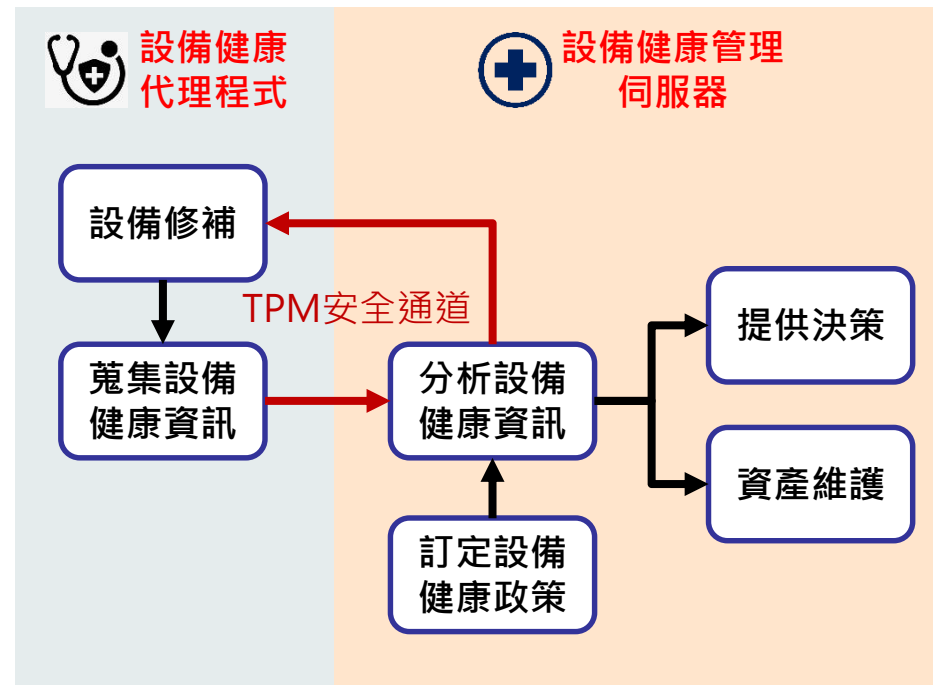 設備健康
代理程式
設備健康管理
伺服器
設備修補
TPM安全通道
蒐集設備
健康資訊
分析設備
健康資訊
提供決策
資產維護
訂定設備
健康政策